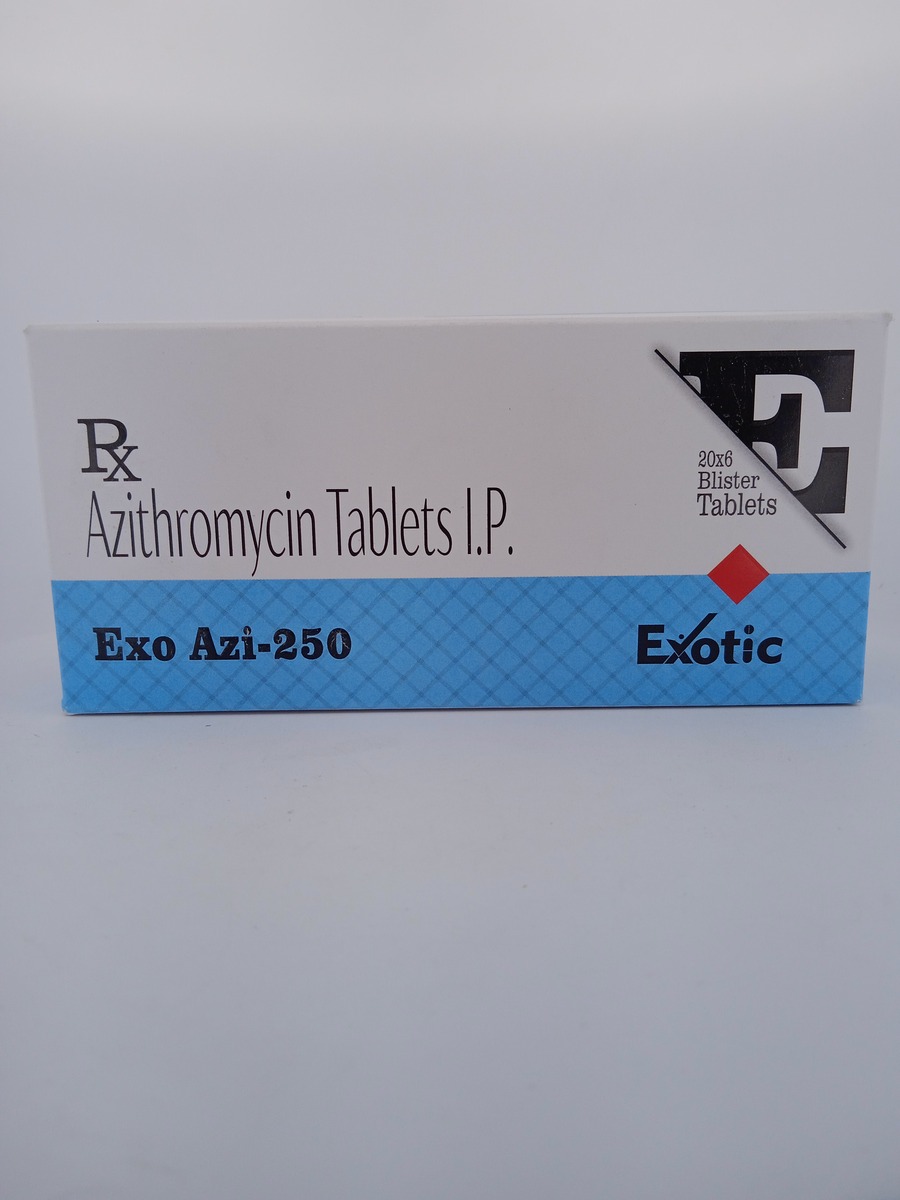 Rx
Azithromycin Tablets I.P.
E
20x6
Blister
Tablets
Exo Azi-250
Exotic